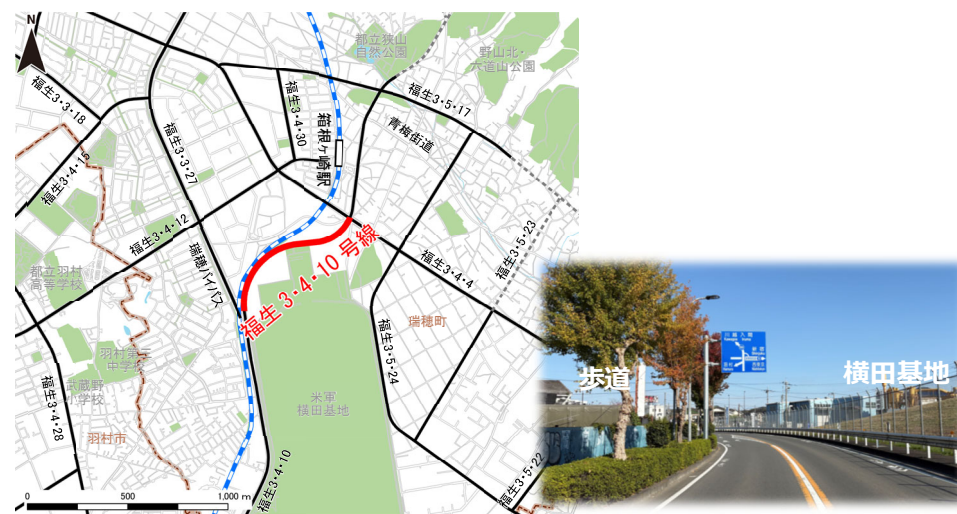 N
都立狭山
自然公園
野山北・
六道山公園
福生3・3・18
福生3・4・30
福生3・5・17
箱根ヶ崎駅
青梅街道
福生3・4・15
福生3・3・27
福生3・4・12
福生3・5・23
瑞穂バイパス
福生3・4・10号線
福生3・4・4
都立羽村
高等学校
瑞穂町
福生3・5・24
羽村第二
中学校
武蔵野
小学校
米軍
横田基地
福生3・4・28
羽村市
福生3・4・10
福生3・5・22
0
500
1,000 m
歩道
横田基地